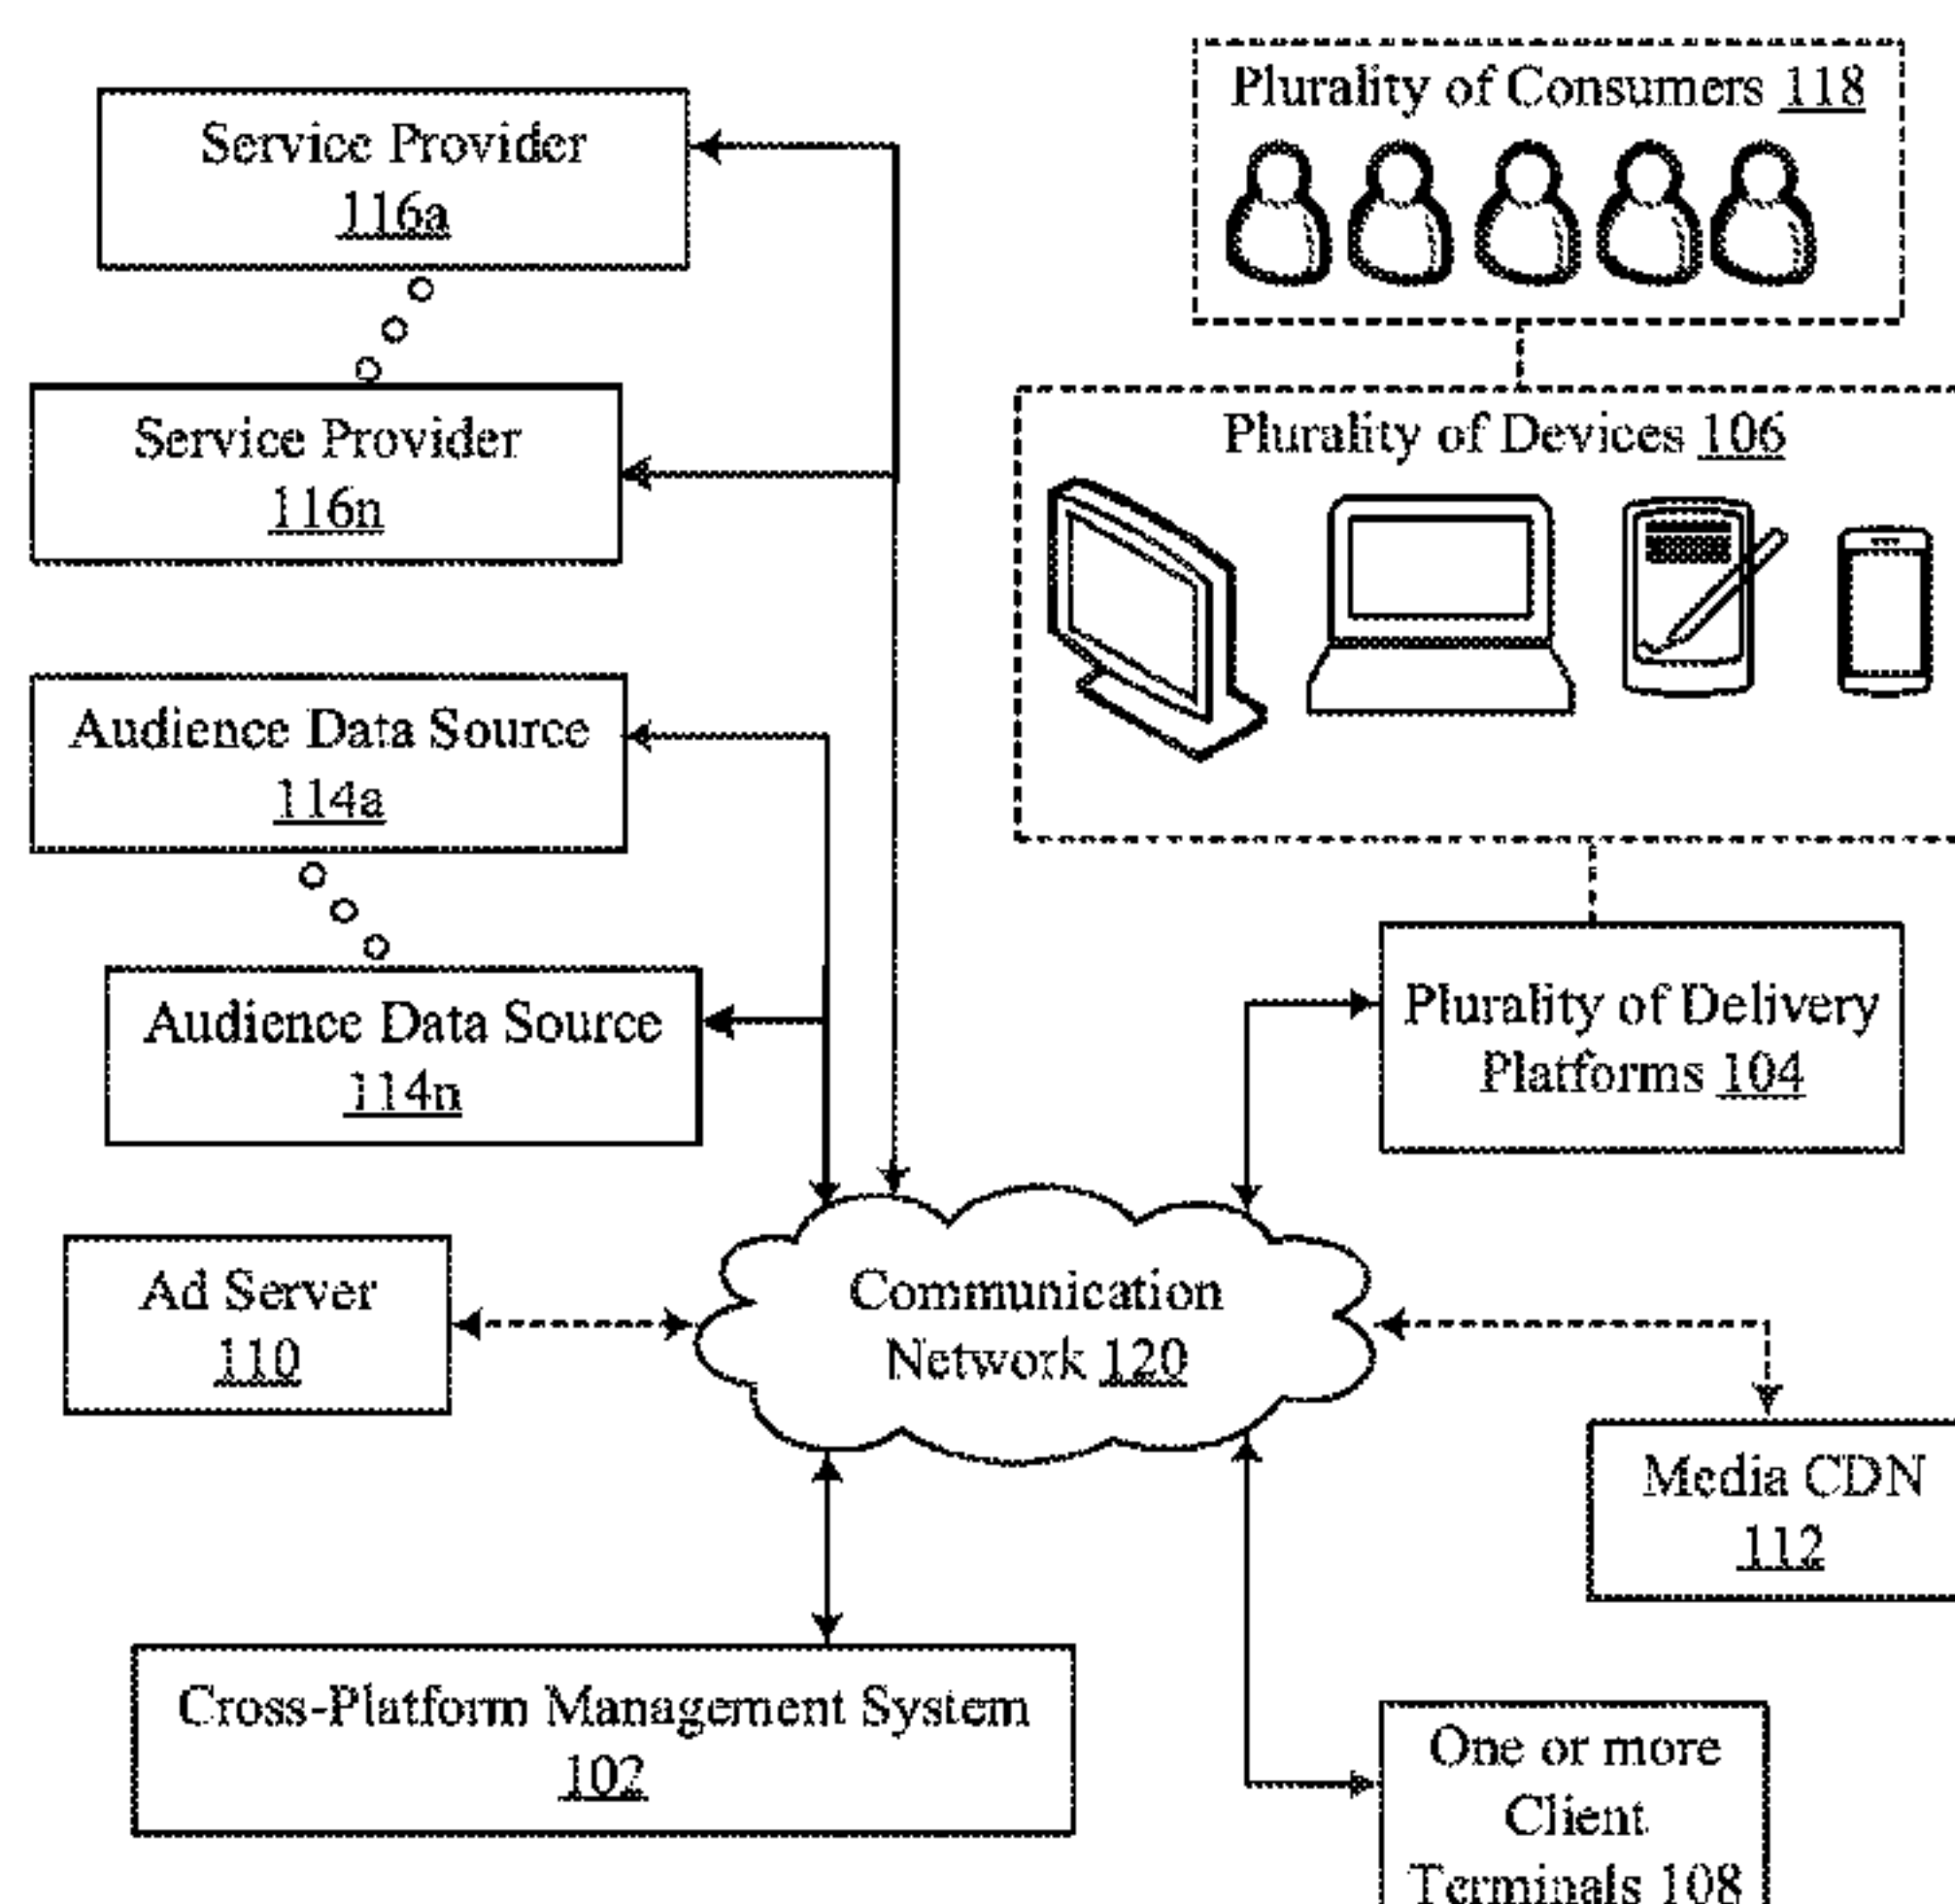 Service Provider
116a
Service Provider
116n
Audience Data Source
114a
Audience Data Source
114n
Ad Server
110
Plurality of Consumers 118
Plurality of Devices 106
Plurality of Delivery
Platforms 104
Communication
Network 120
Media CDN
112
Cross-Platform Management System
102
One or more
Client
Terminals 108